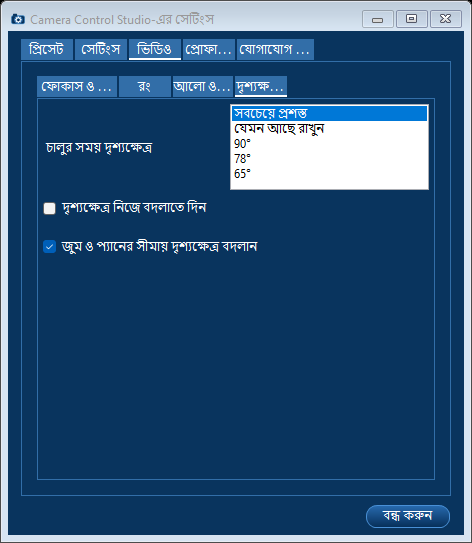 Camera Control Studio-এর সেটিংস
প্রিসেট সেটিংস ভিডিও প্রোফা... যোগাযোগ ...
ফোকাস ও ... রং আলো ও... দৃশ্যক্ষ...
চালুর সময় দৃশ্যক্ষেত্র
সবচেয়ে প্রশস্ত
যেমন আছে রাখুন
90°
78°
65°
দৃশ্যক্ষেত্র নিজে বদলাতে দিন
জুম ও প্যানের সীমায় দৃশ্যক্ষেত্র বদলান
বন্ধ করুন